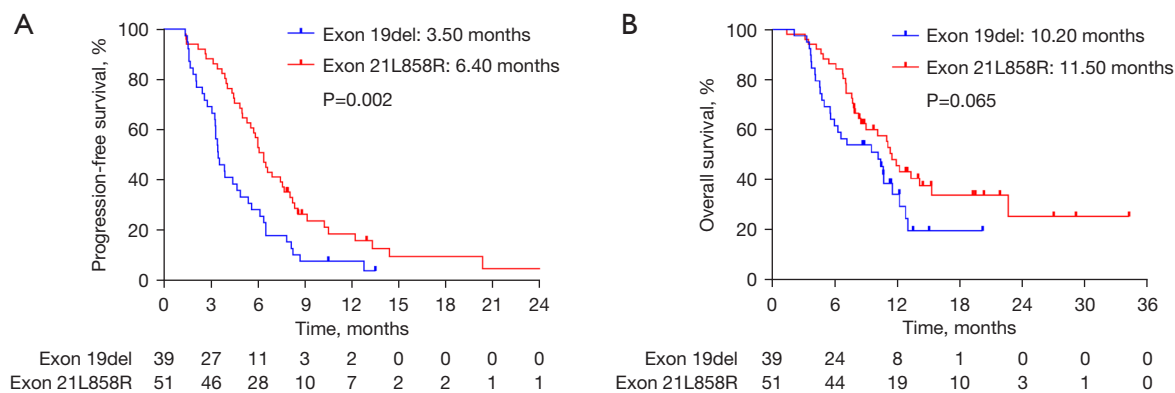 A
Progression-free survival, %
100
80
60
40
20
0
Exon 19del: 3.50 months
Exon 21L858R: 6.40 months
P=0.002
0 3 6 9 12 15 18 21 24
Time, months
Exon 19del 39 27 11 3 2 0 0 0 0
Exon 21L858R 51 46 28 10 7 2 2 1 1
B
Overall survival, %
100
80
60
40
20
0
Exon 19del: 10.20 months
Exon 21L858R: 11.50 months
P=0.065
0 6 12 18 24 30 36
Time, months
Exon 19del 39 24 8 1 0 0 0
Exon 21L858R 51 44 19 10 3 1 0